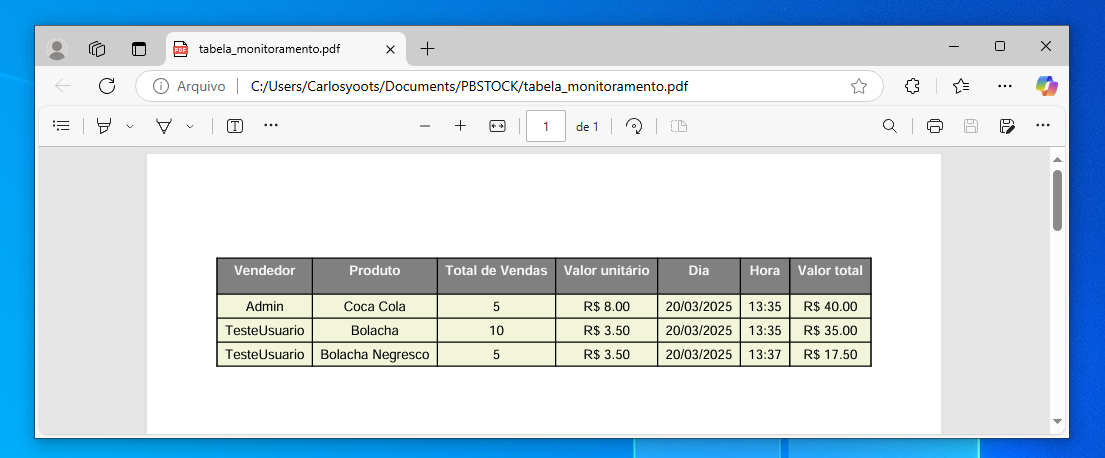 tabela_monitoramento.pdf
Arquivo C:/Users/Carlosyoots/Documents/PBSTOCK/tabela_monitoramento.pdf
1 de 1
Vendedor Produto Total de Vendas Valor unitário Dia Hora Valor total
Admin Coca Cola 5 R$ 8.00 20/03/2025 13:35 R$ 40.00
TesteUsuario Bolacha 10 R$ 3.50 20/03/2025 13:35 R$ 35.00
TesteUsuario Bolacha Negresco 5 R$ 3.50 20/03/2025 13:37 R$ 17.50